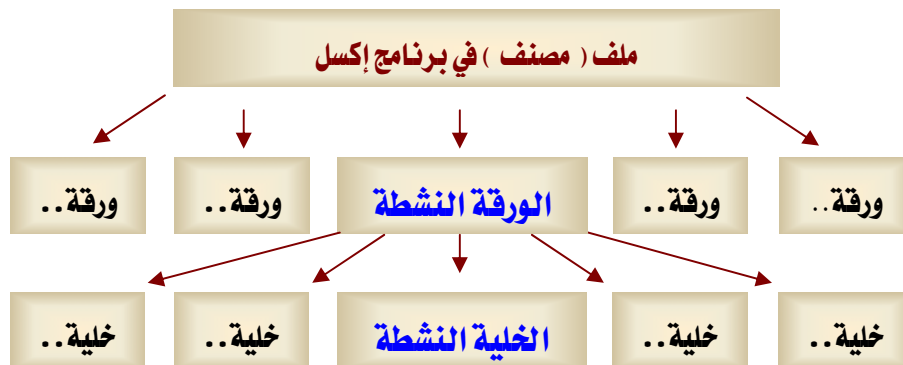 ملف ( مصنف ) في برنامج إكسل
ورقة.. ورقة.. الورقة النشطة ورقة.. ورقة..
خلية.. خلية.. الخلية النشطة خلية.. خلية..